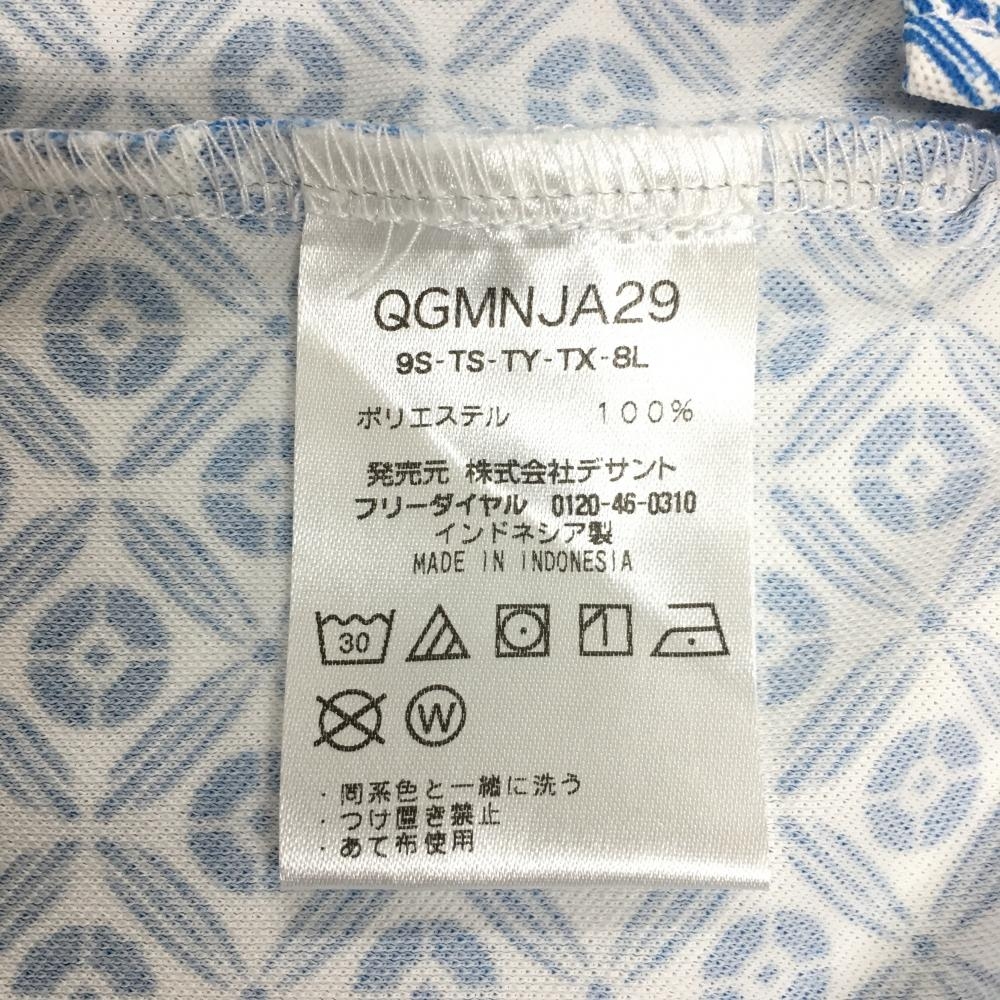 QGMNJA29
9S-TS-TY-TX-8L
ポリエステル 100%
発売元 株式会社デサント
フリーダイヤル 0120-46-0310
インドネシア製
MADE IN INDONESIA
30
W
・同系色と一緒に洗う
・つけ置き禁止
・あて布使用